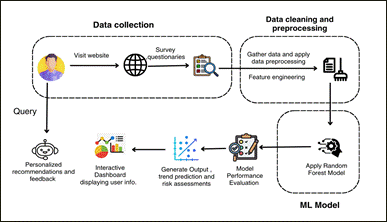 Data collection
Data cleaning and
preprocessing
Visit website
Survey
questionaries
Gather data and apply
data preprocessing
Feature engineering
Query
Personalized
recommendations and
feedback
Interactive
Dashboard
displaying user info.
Generate Output ,
trend prediction and
risk assessments
Model
Performance
Evaluation
Apply Random
Forest Model
ML Model